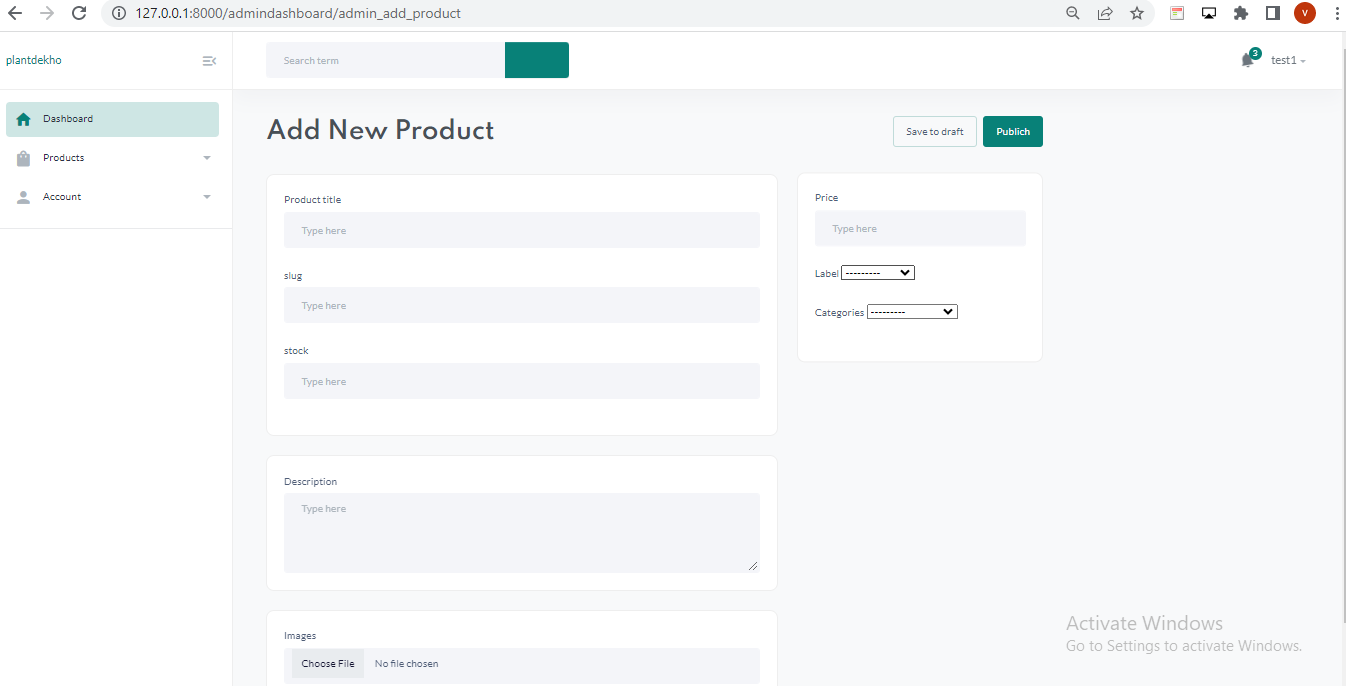 127.0.0.1:8000/admindashboard/admin_add_product
V
plantdekho
Search term
3
test1
Dashboard
Products
Account
Add New Product
Save to draft
Publish
Product title
Type here
slug
Type here
stock
Type here
Price
Type here
Label ---------
Categories ---------
Description
Type here
Images
Choose File No file chosen
Activate Windows
Go to Settings to activate Windows.